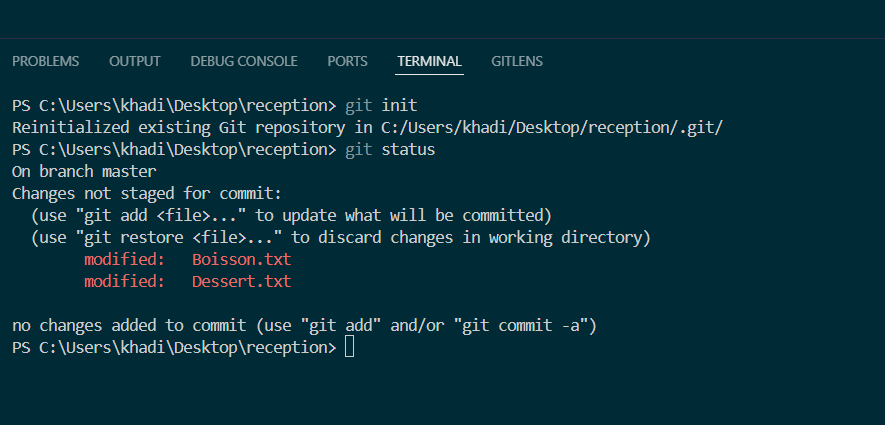 PROBLEMS OUTPUT DEBUG CONSOLE PORTS TERMINAL GITLENS
PS C:\Users\khadi\Desktop\reception> git init
Reinitialized existing Git repository in C:/Users/khadi/Desktop/reception/.git/
PS C:\Users\khadi\Desktop\reception> git status
On branch master
Changes not staged for commit:
  (use "git add <file>..." to update what will be committed)
  (use "git restore <file>..." to discard changes in working directory)
        modified:   Boisson.txt
        modified:   Dessert.txt

no changes added to commit (use "git add" and/or "git commit -a")
PS C:\Users\khadi\Desktop\reception>